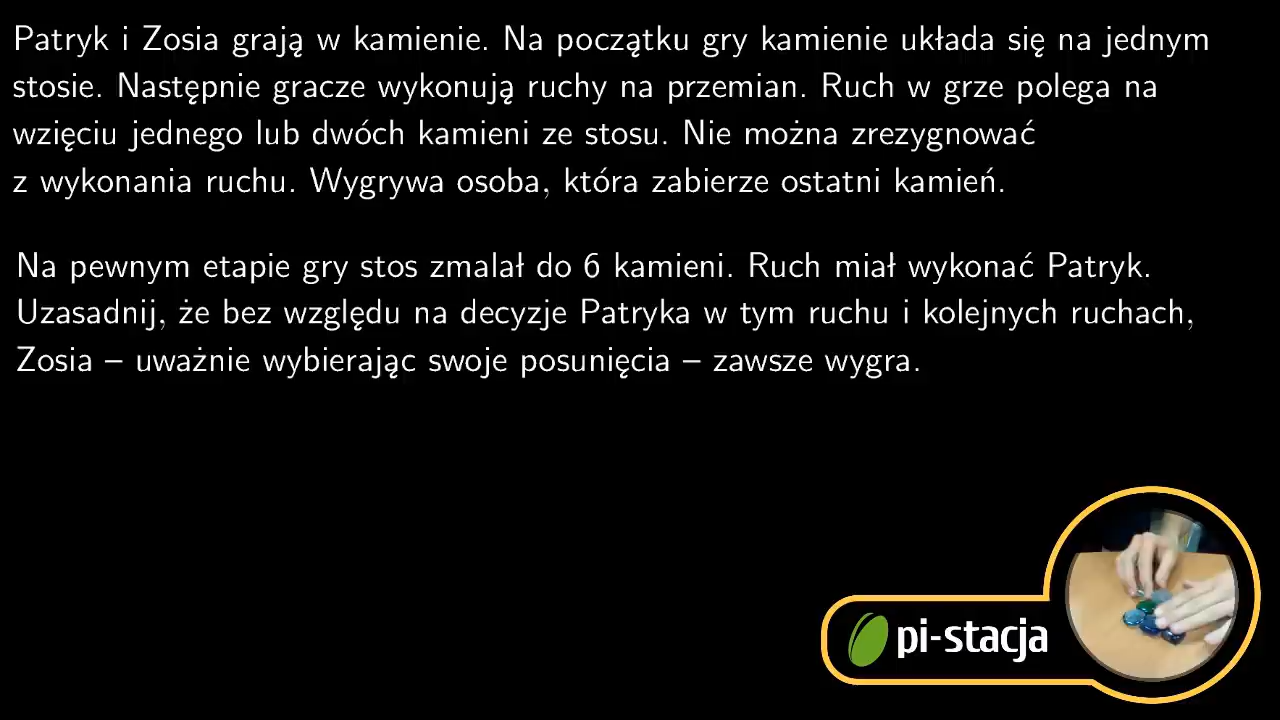 Patryk i Zosia grają w kamienie. Na początku gry kamienie układa się na jednym
stosie. Następnie gracze wykonują ruchy na przemian. Ruch w grze polega na
wzięciu jednego lub dwóch kamieni ze stosu. Nie można zrezygnować
z wykonania ruchu. Wygrywa osoba, która zabierze ostatni kamień.
Na pewnym etapie gry stos zmalał do 6 kamieni. Ruch miał wykonać Patryk.
Uzasadnij, że bez względu na decyzje Patryka w tym ruchu i kolejnych ruchach,
Zosia – uważnie wybierając swoje posunięcia – zawsze wygra.
pi-stacja